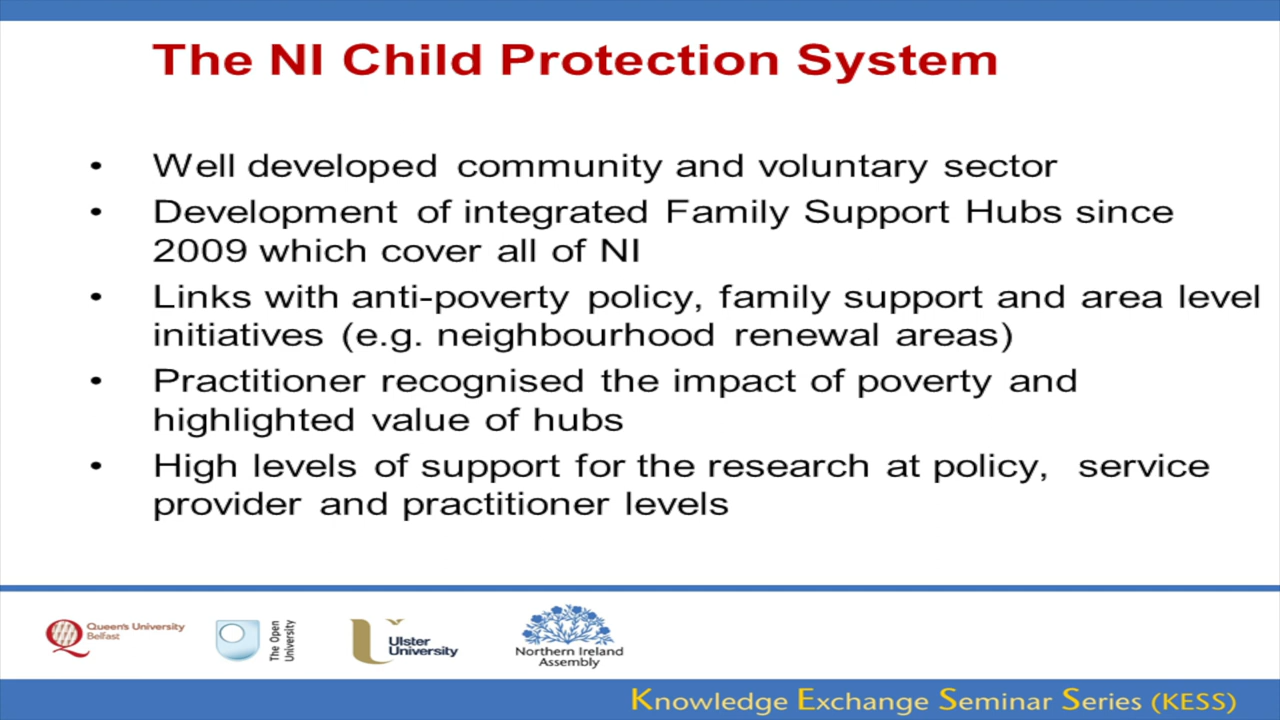 The NI Child Protection System
• Well developed community and voluntary sector
• Development of integrated Family Support Hubs since
2009 which cover all of NI
• Links with anti-poverty policy, family support and area level
initiatives (e.g. neighbourhood renewal areas)
• Practitioner recognised the impact of poverty and
highlighted value of hubs
• High levels of support for the research at policy, service
provider and practitioner levels
Queen's University
Belfast
The Open
University
Ulster
University
Northern Ireland
Assembly
Knowledge Exchange Seminar Series (KESS)